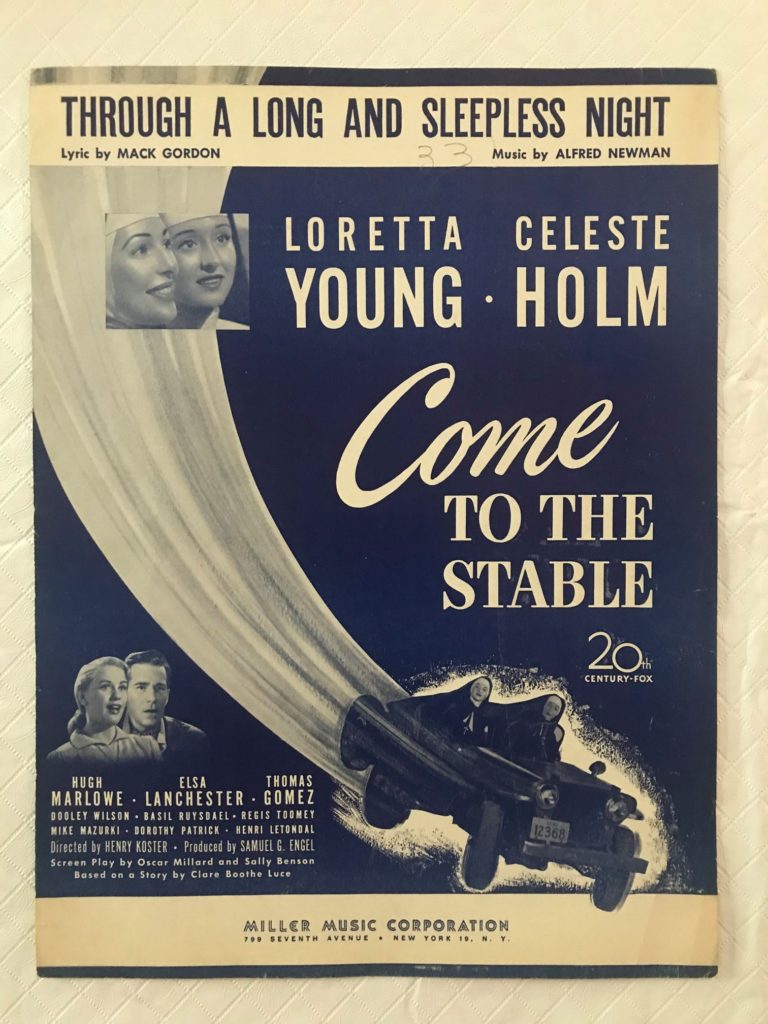 THROUGH A LONG AND SLEEPLESS NIGHT
Lyric by MACK GORDON
33
Music by ALFRED NEWMAN
LORETTA CELESTE
YOUNG · HOLM
Come
TO THE
STABLE
20th
CENTURY-FOX
HUGH ELSA THOMAS
MARLOWE · LANCHESTER · GOMEZ
DOOLEY WILSON · BASIL RUYSDAEL · REGIS TOOMEY
MIKE MAZURKI · DOROTHY PATRICK · HENRI LETONDAL
Directed by HENRY KOSTER · Produced by SAMUEL G. ENGEL
Screen Play by Oscar Millard and Sally Benson
Based on a Story by Clare Boothe Luce
12368
MILLER MUSIC CORPORATION
799 SEVENTH AVENUE • NEW YORK 19, N. Y.